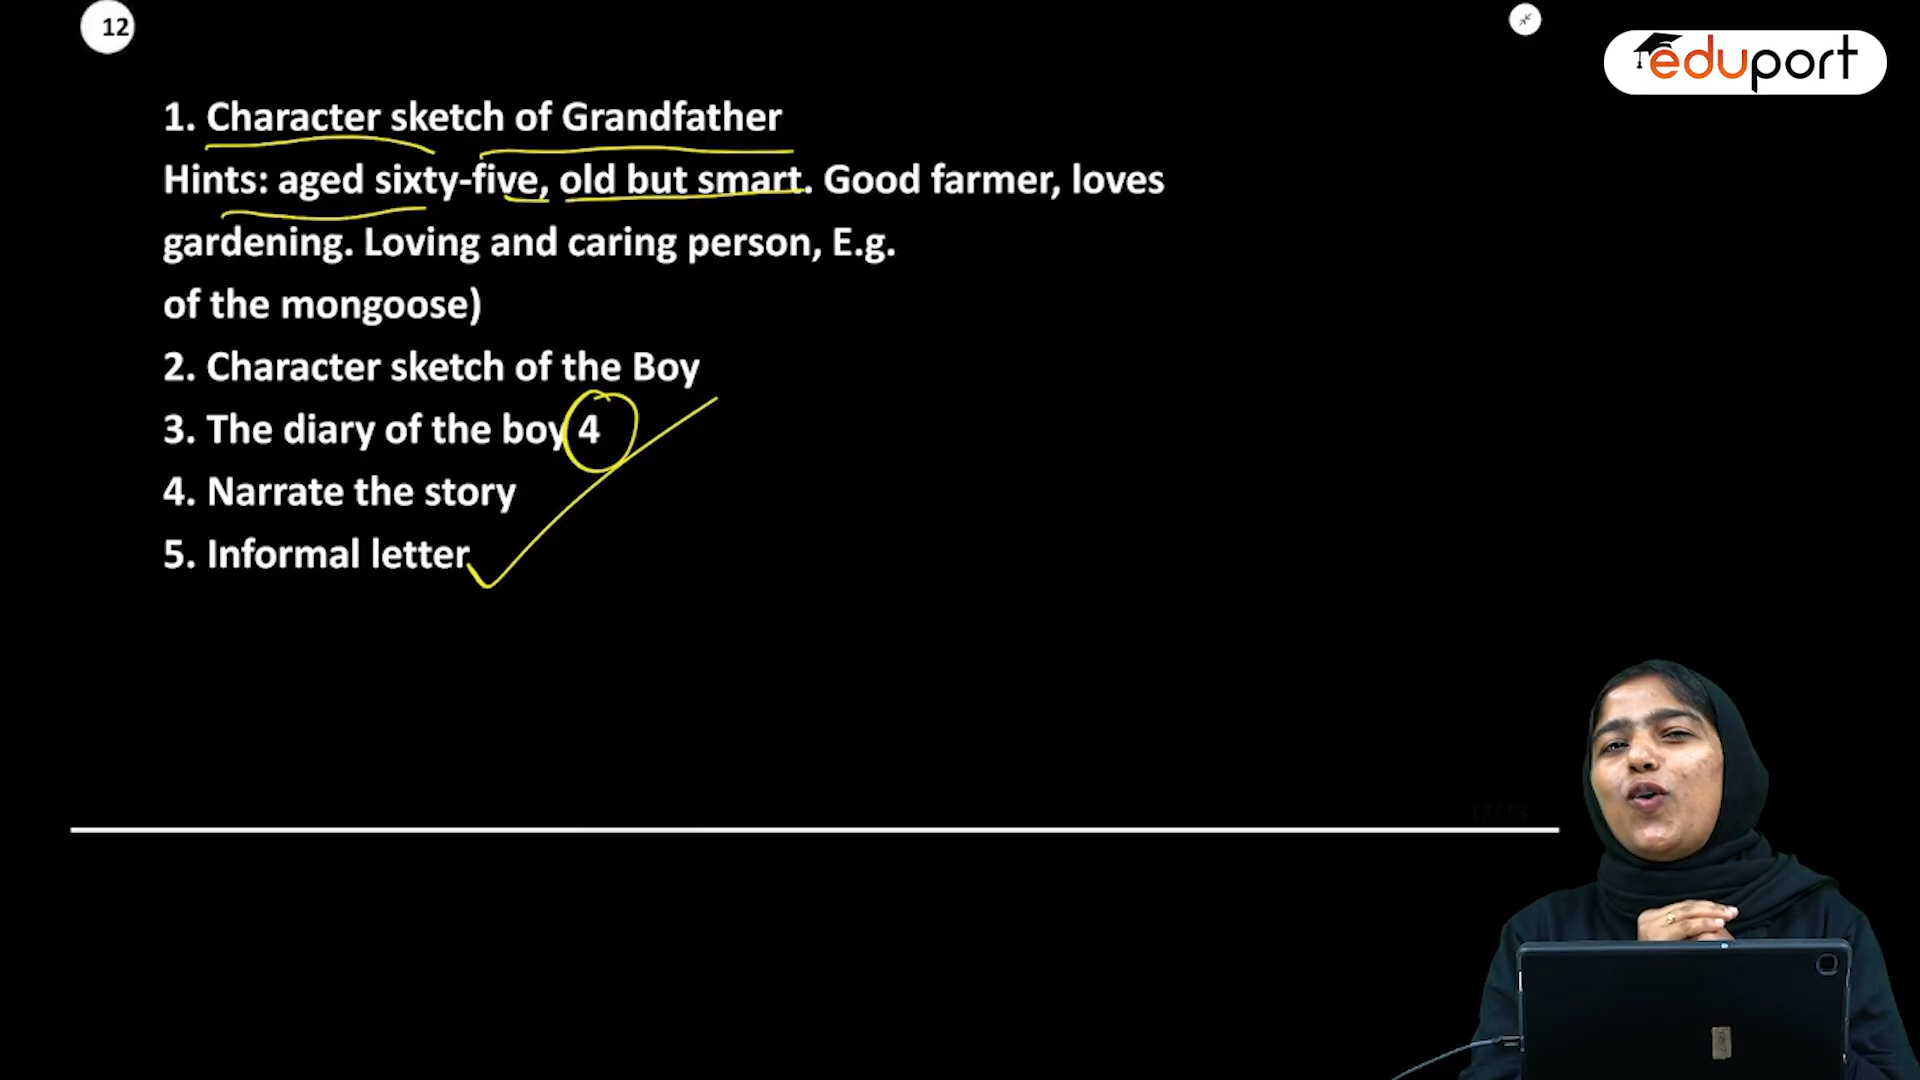 12
eduport
1. Character sketch of Grandfather
Hints: aged sixty-five, old but smart. Good farmer, loves
gardening. Loving and caring person, E.g.
of the mongoose)
2. Character sketch of the Boy
3. The diary of the boy 4
4. Narrate the story
5. Informal letter